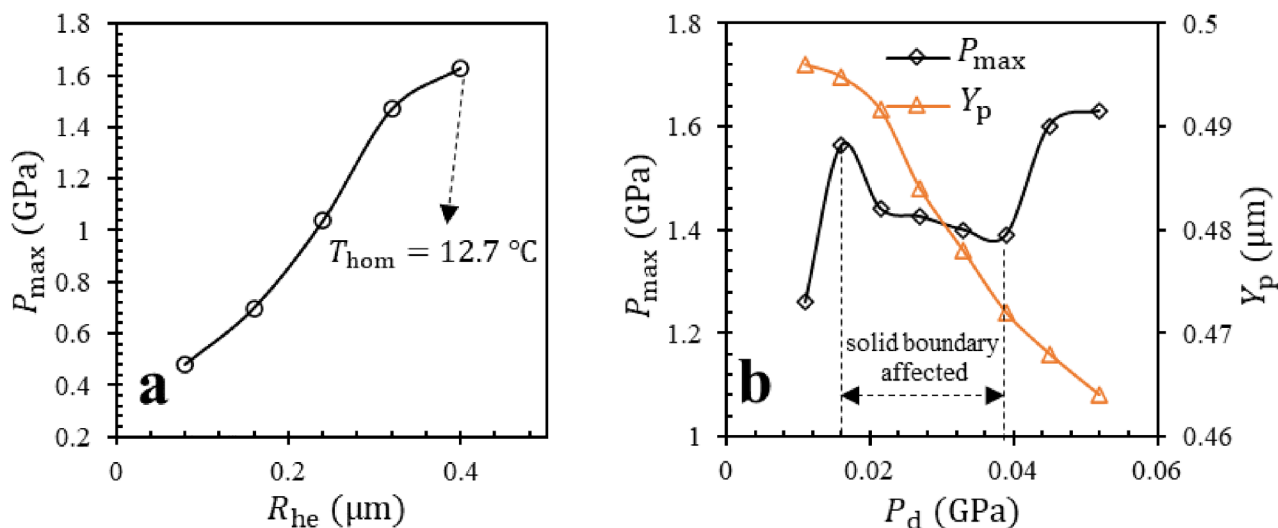 1.8
1.6
1.4
1.2
1
0.8
0.6
0.4
0.2
0
0.2
0.4
P_max (GPa)
R_he (μm)
T_hom = 12.7 °C
a
1.8
1.6
1.4
1.2
1
0
0.02
0.04
0.06
0.5
0.49
0.48
0.47
0.46
P_max (GPa)
P_d (GPa)
Y_p (μm)
P_max
Y_p
solid boundary
affected
b